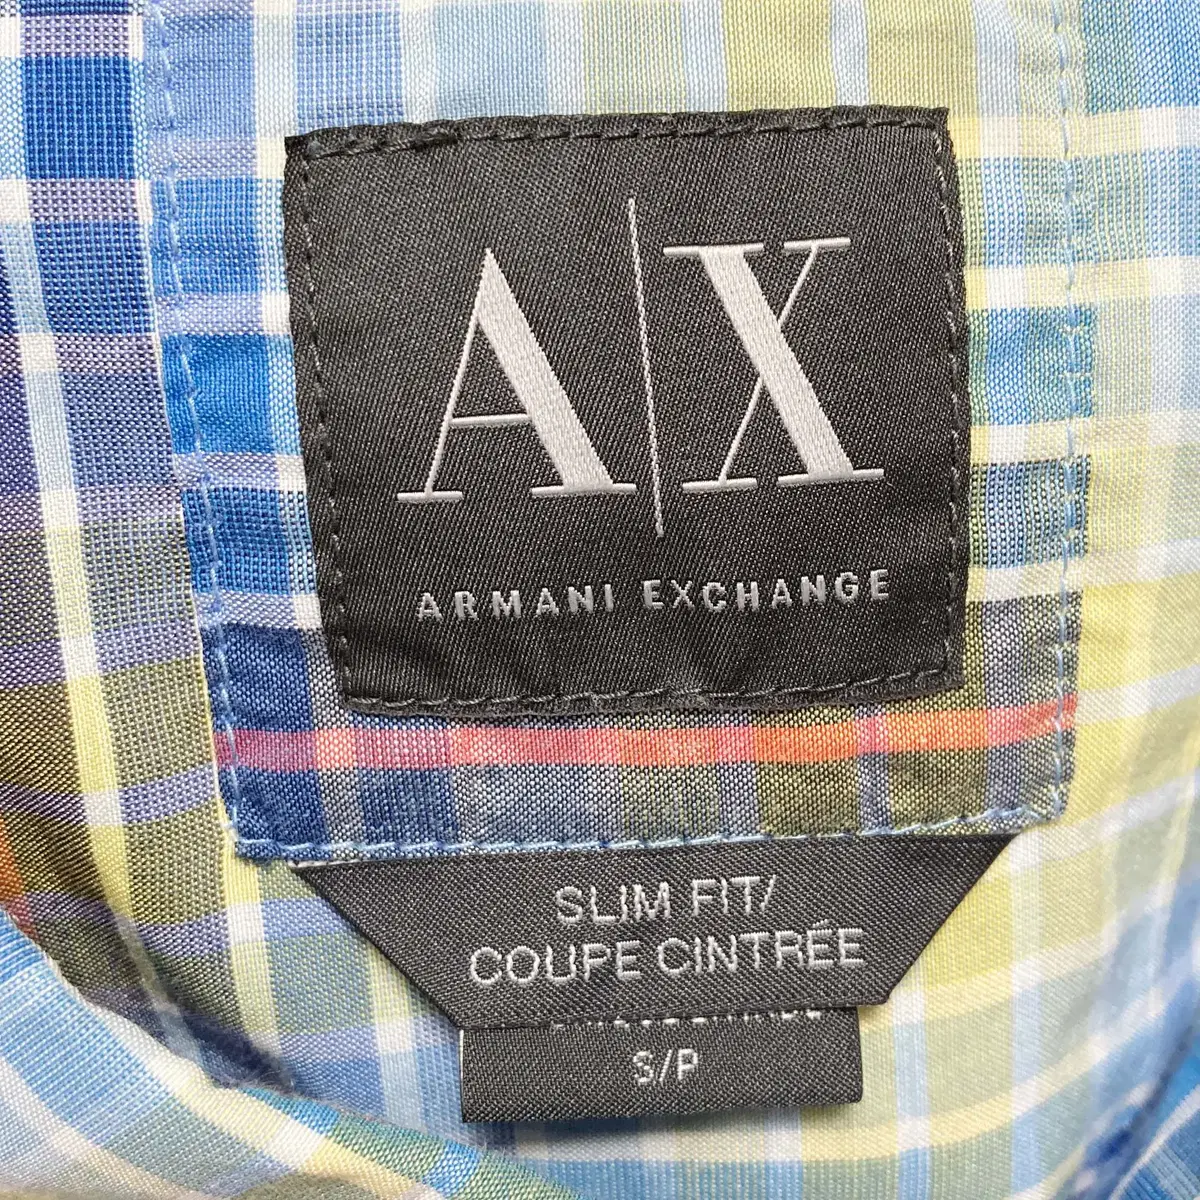 A|X
ARMANI EXCHANGE
SLIM FIT/
COUPE CINTRÉE
S/P